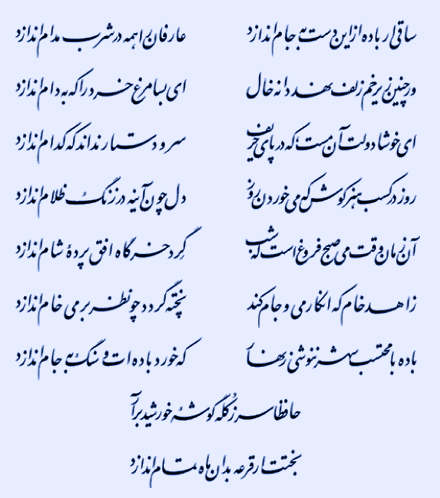 ساقی ار باده ازین دست به جام اندازد عارفان را همه در شرب مدام اندازد
ور چنین زیر خم زلف نهد دانه خال ای بسا مرغ خرد را که به دام اندازد
ای خوشا دولت آن مست که در پای حریف سر و دستار نداند که کدام اندازد
روز در کسب هنر کوش که می خوردن روز دل چون آینه در زنگ ظلام اندازد
آن زمان وقت می صبح فروغ است که شب گرد خرگاه افق پردهٔ شام اندازد
زاهد خام که انکار می و جام کند پخته گردد چو نظر بر می خام اندازد
باده با محتسب شهر ننوشی زنهار که خورد باده ات و سنگ به جام اندازد
حافظا سر ز کله گوشه خورشید برآر
بختت ار قرعه بدان ماه تمام اندازد